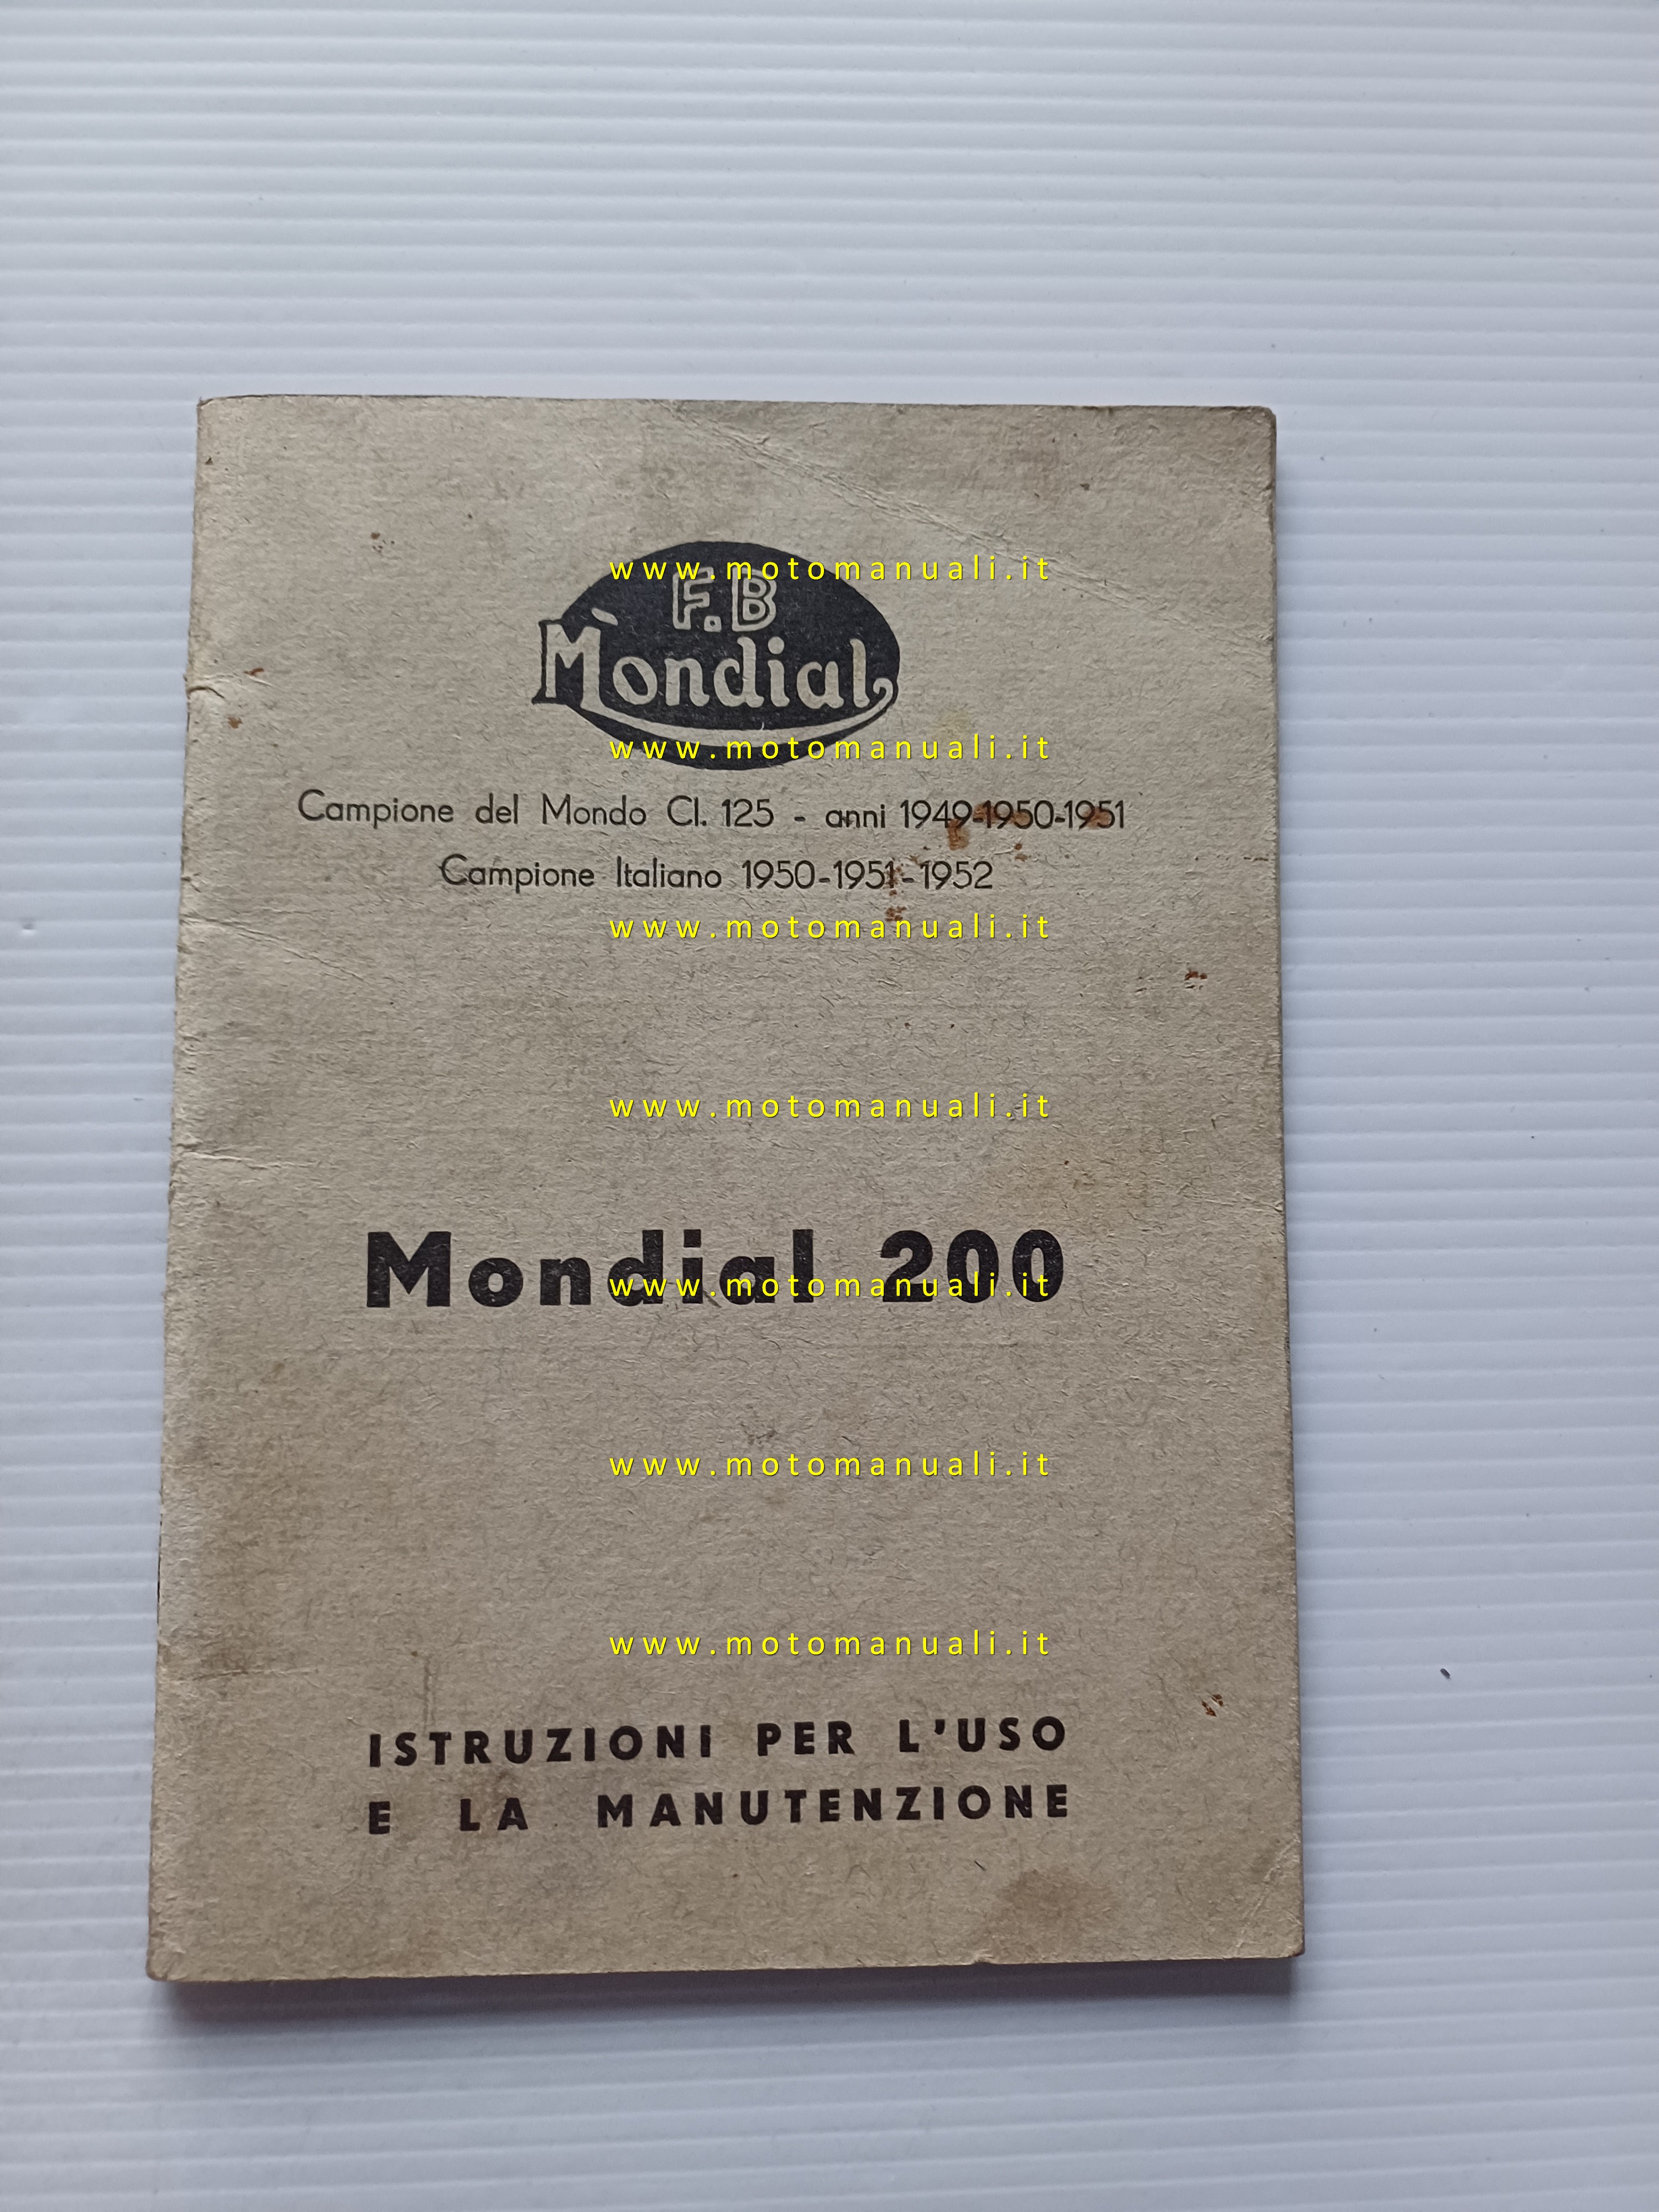 www.motomanuali.it
F.B
Mondial
www.motomanuali.it
Campione del Mondo Cl. 125 - anni 1949-1950-1951
Campione Italiano 1950-1951-1952
www.motomanuali.it
www.motomanuali.it
Mondial 200
www.motomanuali.it
www.motomanuali.it
www.motomanuali.it
ISTRUZIONI PER L'USO
E LA MANUTENZIONE